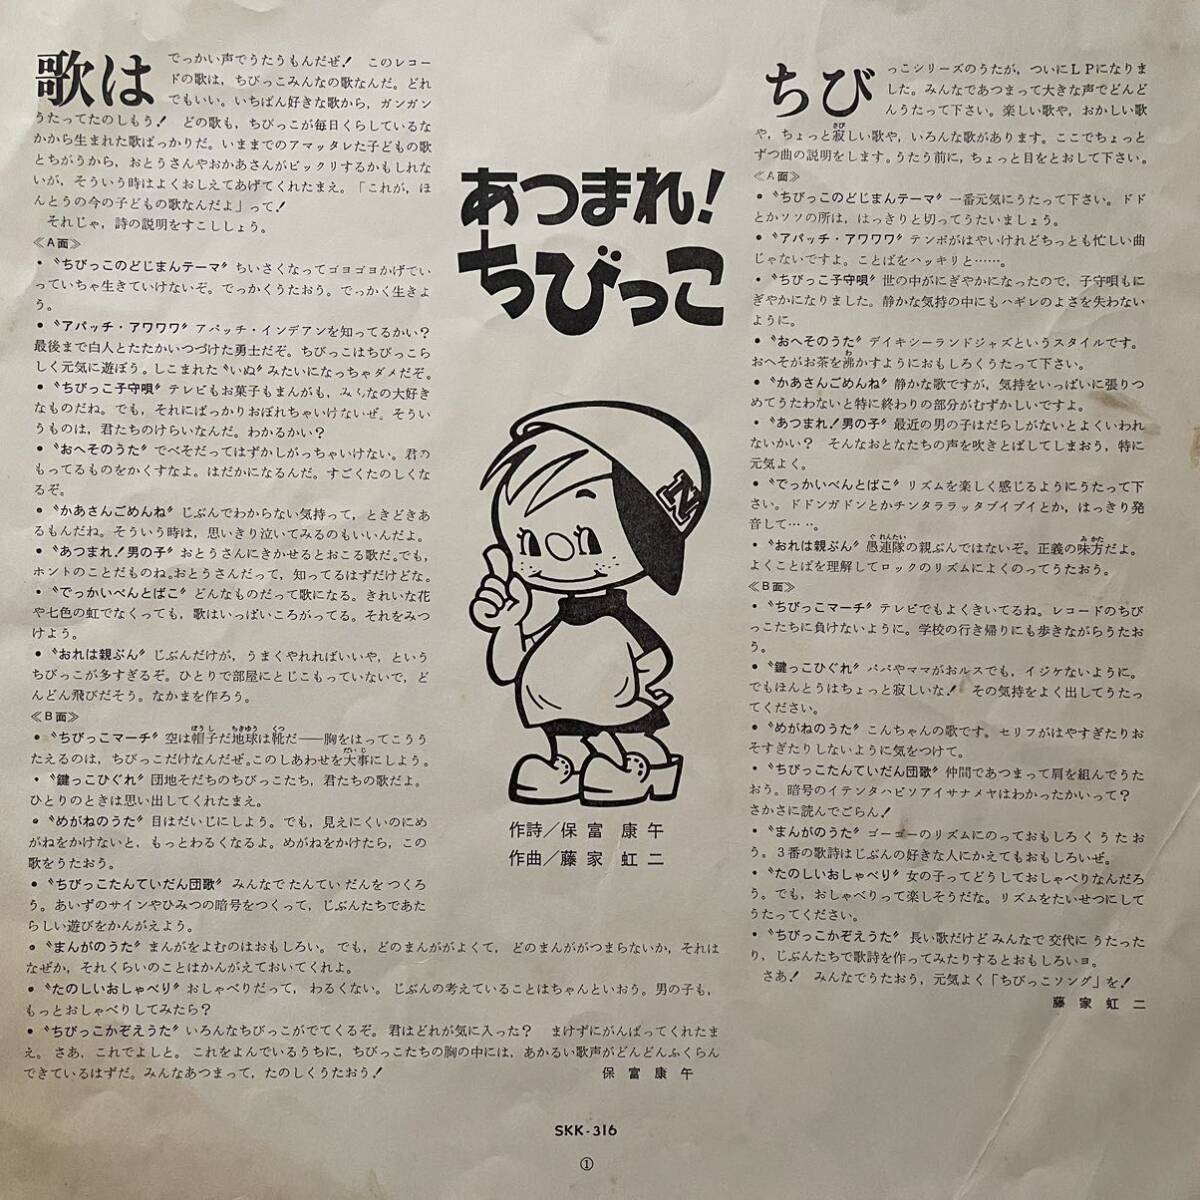 歌は
でっかい声でうたうもんだぜ! このレコー
ドの歌は，ちびっこみんなの歌なんだ。どれ
でもいい。いちばん好きな歌から，ガンガン
うたってたのしもう! どの歌も，ちびっこが毎日くらしているな
かから生まれた歌ばっかりだ。いままでのアマッタレた子どもの歌
とちがうから，おとうさんやおかあさんがビックリするかもしれな
いが，そういう時はよくおしえてあげてくれたまえ。「これが，ほ
んとうの今の子どもの歌なんだよ」って!
それじゃ，詩の説明をすこししょう。
≪A面≫
•〝ちびっこのどじまんテーマ〞ちいさくなってゴヨゴヨかげでい
っていちゃ生きていけないぞ。でっかくうたおう。でっかく生きよ
う。
•〝アパッチ・アワワワ〞アパッチ・インデアンを知ってるかい?
最後まで白人とたたかいつづけた勇士だぞ。ちびっこはちびっこら
しく元気に遊ぼう。しこまれた〝いぬ〞みたいになっちゃダメだぞ。
•〝ちびっこ子守唄〞テレビもお菓子もまんがも，みんなの大好き
なものだね。でも，それにばっかりおぼれちゃいけないぜ。そうい
うものは，君たちのけらいなんだ。わかるかい?
•〝おへそのうた〞でべそだってはずかしがっちゃいけない。君の
もってるものをかくすなよ。はだかになるんだ。すごくたのしくな
るぞ。
•〝かあさんごめんね〞じぶんでわからない気持って，ときどきあ
るもんだね。そういう時は，思いきり泣いてみるのもいいんだよ。
•〝あつまれ!男の子〞おとうさんにきかせるとおこる歌だ。でも，
ホントのことだものね。おとうさんだって，知ってるはずだけどな。
•〝でっかいべんとばこ〞どんなものだって歌になる。きれいな花
や七色の虹でなくっても，歌はいっぱいころがってる。それをみつ
けよう。
•〝おれは親ぶん〞じぶんだけが，うまくやれればいいや，という
ちびっこが多すぎるぞ。ひとりで部屋にとじこもっていないで，ど
んどん飛びだそう。なかまを作ろう。
≪B面≫
•〝ちびっこマーチ〞空は帽子だ地球は靴だ――胸をはってこうう
たえるのは，ちびっこだけなんだぜ。このしあわせを大事にしよう。
•〝鍵っこひぐれ〞団地そだちのちびっこたち，君たちの歌だよ。
ひとりのときは思い出してくれたまえ。
•〝めがねのうた〞目はだいじにしよう。でも，見えにくいのにめ
がねをかけないと，もっとわるくなるよ。めがねをかけたら，この
歌をうたおう。
•〝ちびっこたんていだん団歌〞みんなでたんていだんをつくろ
う。あいずのサインやひみつの暗号をつくって，じぶんたちであた
らしい遊びをかんがえよう。
•〝まんがのうた〞まんがをよむのはおもしろい。でも，どのまんががよくて，どのまんががつまらないか，それは
なぜか，それくらいのことはかんがえておいてくれよ。
•〝たのしいおしゃべり〞おしゃべりだって，わるくない。じぶんの考えていることはちゃんといおう。男の子も，
もっとおしゃべりしてみたら?
•〝ちびっこかぞえうた〞いろんなちびっこがでてくるぞ。君はどれが気に入った? まけずにがんばってくれたま
え。さあ，これでよしと。これをよんでいるうちに，ちびっこたちの胸の中には，あかるい歌声がどんどんふくらん
できているはずだ。みんなあつまって，たのしくうたおう!
保富康午
あつまれ!
ちびっこ
N
作詩/保富康午
作曲/藤家虹二
ちび
っこシリーズのうたが，ついにLPになりま
した。みんなであつまって大きな声でどんど
んうたって下さい。楽しい歌や，おかしい歌
や，ちょっと寂しい歌や，いろんな歌があります。ここでちょっと
ずつ曲の説明をします。うたう前に，ちょっと目をとおして下さい。
≪A面≫
•〝ちびっこのどじまんテーマ〞一番元気にうたって下さい。ドド
とかソソの所は，はっきりと切ってうたいましょう。
•〝アパッチ・アワワワ〞テンポがはやいけれどちっとも忙しい曲
じゃないですよ。ことばをハッキリと……。
•〝ちびっこ子守唄〞世の中がにぎやかになったので，子守唄もに
ぎやかになりました。静かな気持の中にもハギレのよさを失わない
ように。
•〝おへそのうた〞デイキシーランドジャズというスタイルです。
おへそがお茶を沸かすようにおもしろくうたって下さい。
•〝かあさんごめんね〞静かな歌ですが，気持をいっぱいに張りつ
めてうたわないと特に終わりの部分がむずかしいですよ。
•〝あつまれ!男の子〞最近の男の子はだらしがないとよくいわれ
ないかい? そんなおとなたちの声を吹きとばしてしまおう，特に
元気よく。
•〝でっかいべんとばこ〞リズムを楽しく感じるようにうたって下
さい。ドドンガドンとかチンタララッタブイブイとか，はっきり発
音して……。
•〝おれは親ぶん〞愚連隊の親ぶんではないぞ。正義の味方だよ。
よくことばを理解してロックのリズムによくのってうたおう。
≪B面≫
•〝ちびっこマーチ〞テレビでもよくきいてるね。レコードのちび
っこたちに負けないように。学校の行き帰りにも歩きながらうたお
う。
•〝鍵っこひぐれ〞パパやママがおルスでも，イジケないように。
でもほんとうはちょっと寂しいな! その気持をよく出してうたっ
てください。
•〝めがねのうた〞こんちゃんの歌です。セリフはやすぎたりお
そすぎたりしないように気をつけて。
•〝ちびっこたんていだん団歌〞仲間であつまって肩を組んでうた
おう。暗号のイテンタハビソアイサナメヤはわかったかいって?
さかさに読んでごらん!
•〝まんがのうた〞ゴーゴーのリズムにのっておもしろくうたお
う。3番の歌詩はじぶんの好きな人にかえてもおもしろいぜ。
•〝たのしいおしゃべり〞女の子ってどうしておしゃべりなんだろ
う。でも，おしゃべりって楽しそうだな。リズムをたいせつにして
うたってください。
•〝ちびっこかぞえうた〞長い歌だけどみんなで交代にうたった
り，じぶんたちで歌詩を作ってみたりするとおもしろいヨ。
さあ! みんなでうたおう，元気よく「ちびっこソング」を!
藤家虹二
SKK-316
①